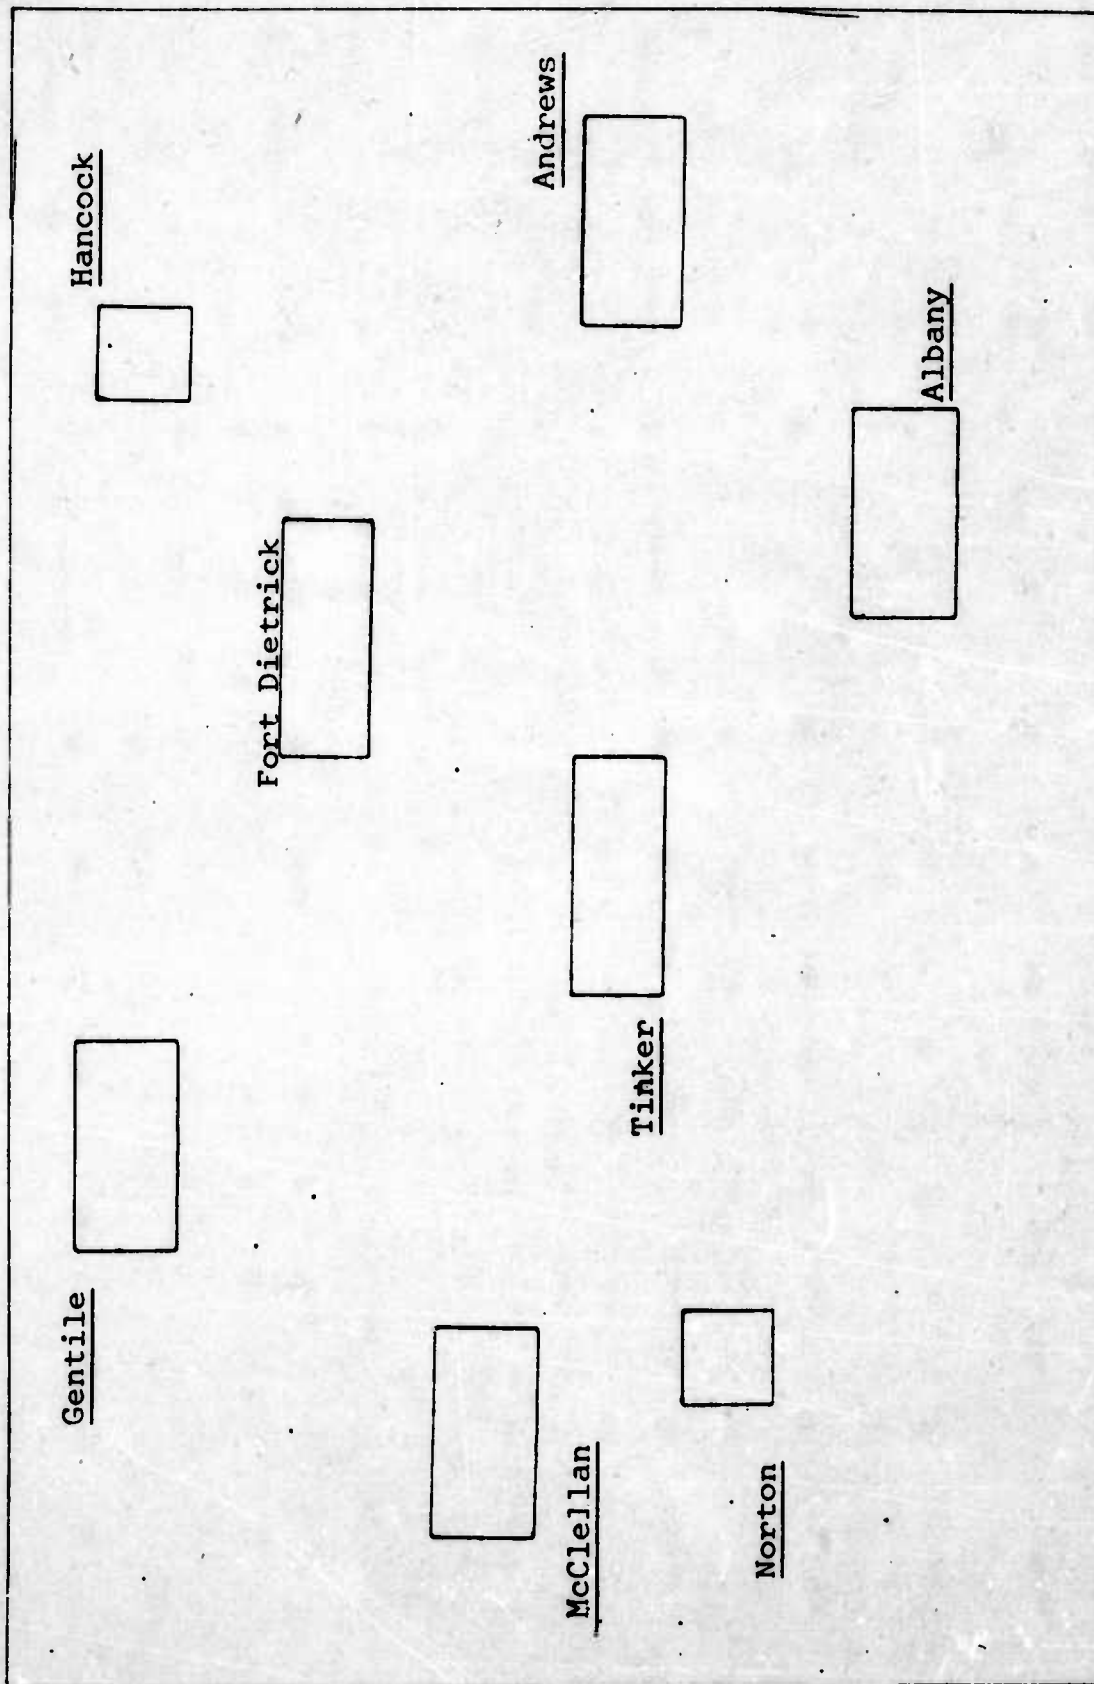 Hancock
Gentile
Fort Dietrick
Andrews
McClellan
Tinker
Norton
Albany